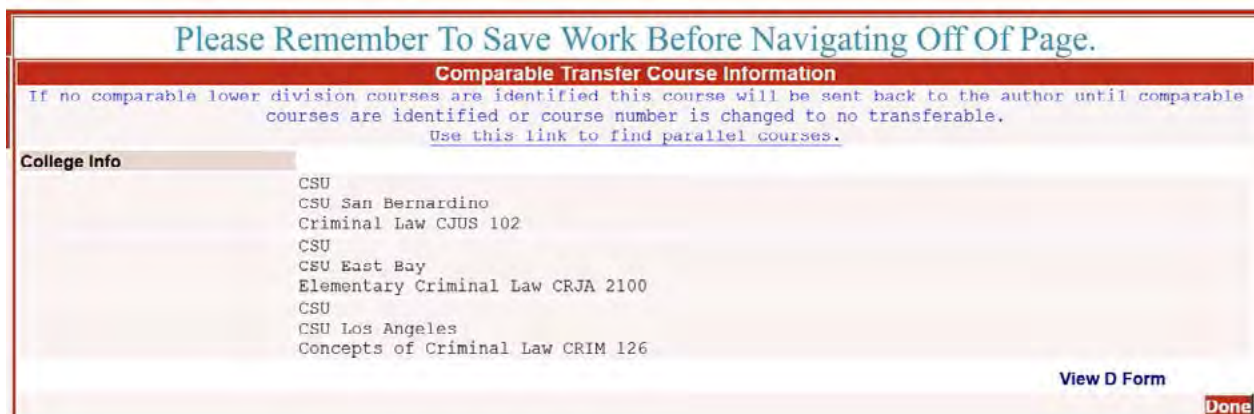 Please Remember To Save Work Before Navigating Off Of Page.
Comparable Transfer Course Information
If no comparable lower division courses are identified this course will be sent back to the author until comparable
courses are identified or course number is changed to no transferable.
Use this link to find parallel courses.
College Info
CSU
CSU San Bernardino
Criminal Law CJUS 102
CSU
CSU East Bay
Elementary Criminal Law CRJA 2100
CSU
CSU Los Angeles
Concepts of Criminal Law CRIM 126
View D Form
Done